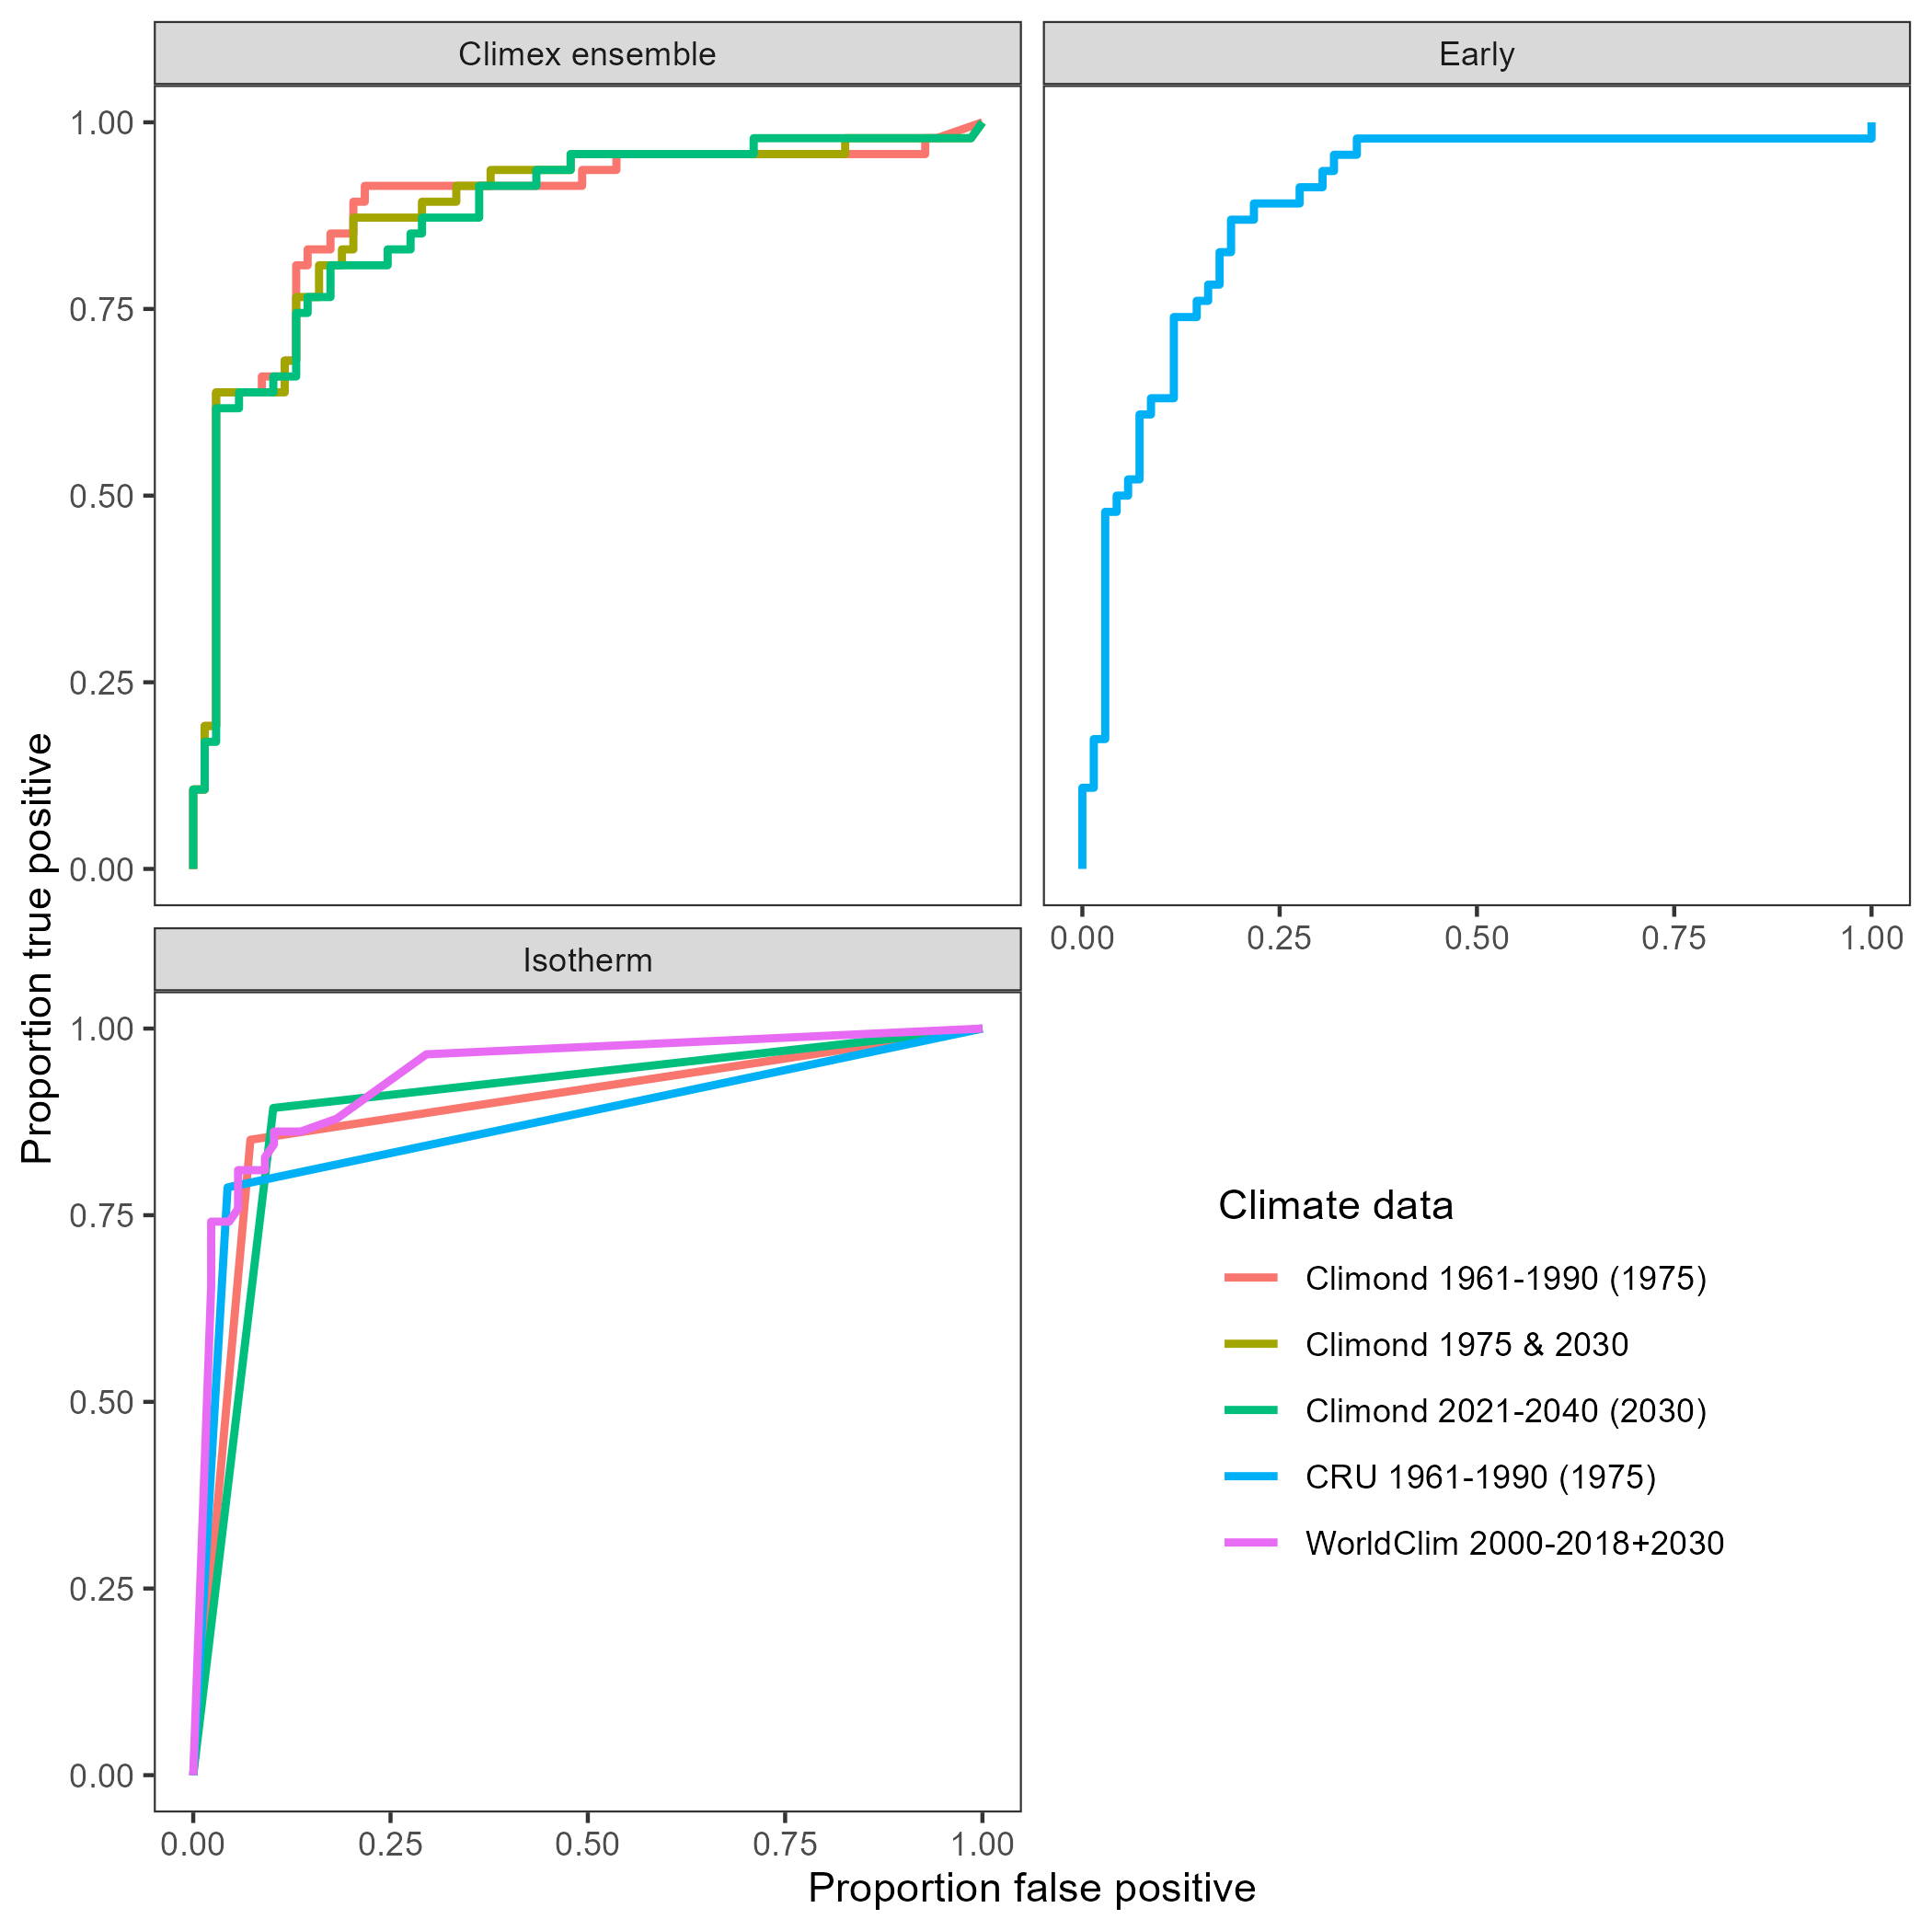 Climex ensemble
Early
1.00
0.75
0.50
0.25
0.00
0.00 0.25 0.50 0.75 1.00
Proportion true positive
Isotherm
1.00
0.75
0.50
0.25
0.00
0.00 0.25 0.50 0.75 1.00
Proportion false positive
Climate data
Climond 1961-1990 (1975)
Climond 1975 & 2030
Climond 2021-2040 (2030)
CRU 1961-1990 (1975)
WorldClim 2000-2018+2030